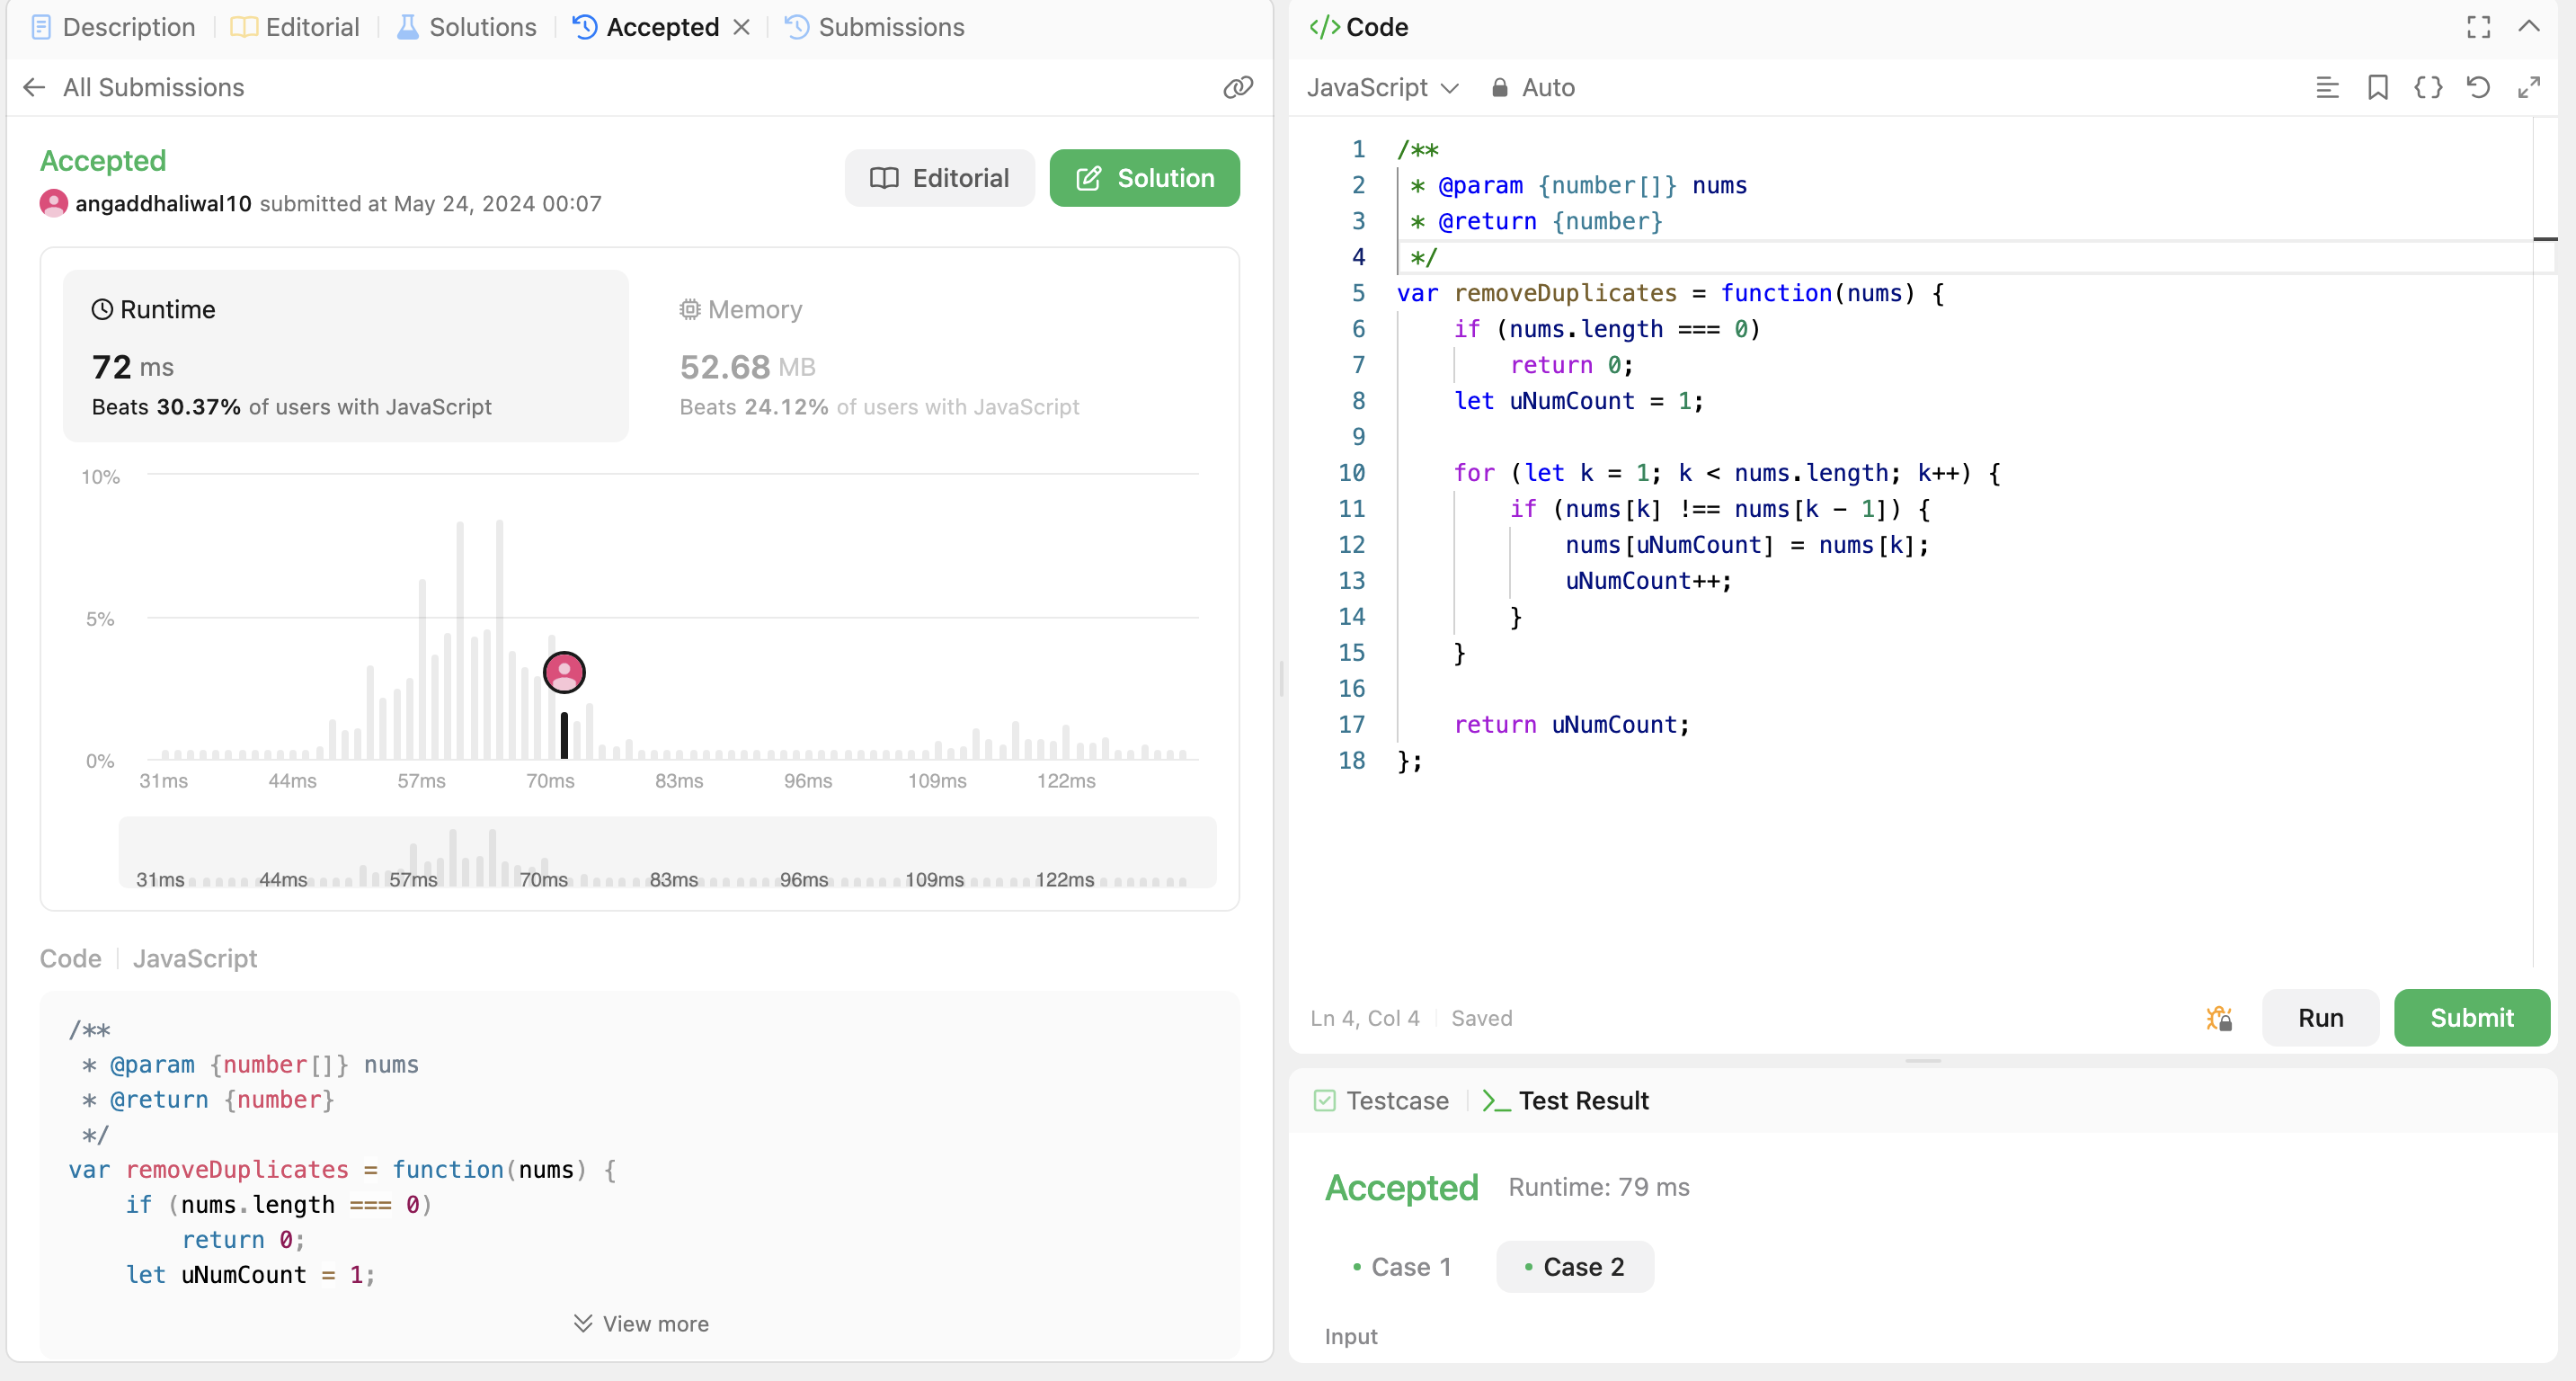 Description Editorial Solutions Accepted Submissions
All Submissions
Accepted
angaddhaliwal10 submitted at May 24, 2024 00:07
Editorial Solution
Runtime
72 ms
Beats 30.37% of users with JavaScript
Memory
52.68 MB
Beats 24.12% of users with JavaScript
10%
5%
0%
31ms 44ms 57ms 70ms 83ms 96ms 109ms 122ms
31ms 44ms 57ms 70ms 83ms 96ms 109ms 122ms
Code JavaScript
/**
 * @param {number[]} nums
 * @return {number}
 */
var removeDuplicates = function(nums) {
    if (nums.length === 0)
        return 0;
    let uNumCount = 1;
View more
</> Code
JavaScript Auto
1 /**
2  * @param {number[]} nums
3  * @return {number}
4  */
5 var removeDuplicates = function(nums) {
6     if (nums.length === 0)
7         return 0;
8     let uNumCount = 1;
9
10     for (let k = 1; k < nums.length; k++) {
11         if (nums[k] !== nums[k - 1]) {
12             nums[uNumCount] = nums[k];
13             uNumCount++;
14         }
15     }
16
17     return uNumCount;
18 };
Ln 4, Col 4 Saved
Run Submit
Testcase >_ Test Result
Accepted Runtime: 79 ms
• Case 1 • Case 2
Input